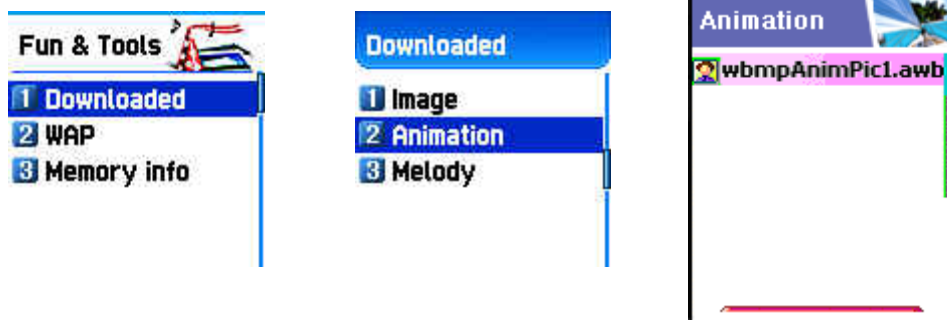 Fun & Tools
1 Downloaded
2 WAP
3 Memory info
Downloaded
1 Image
2 Animation
3 Melody
Animation
wbmpAnimPic1.awb